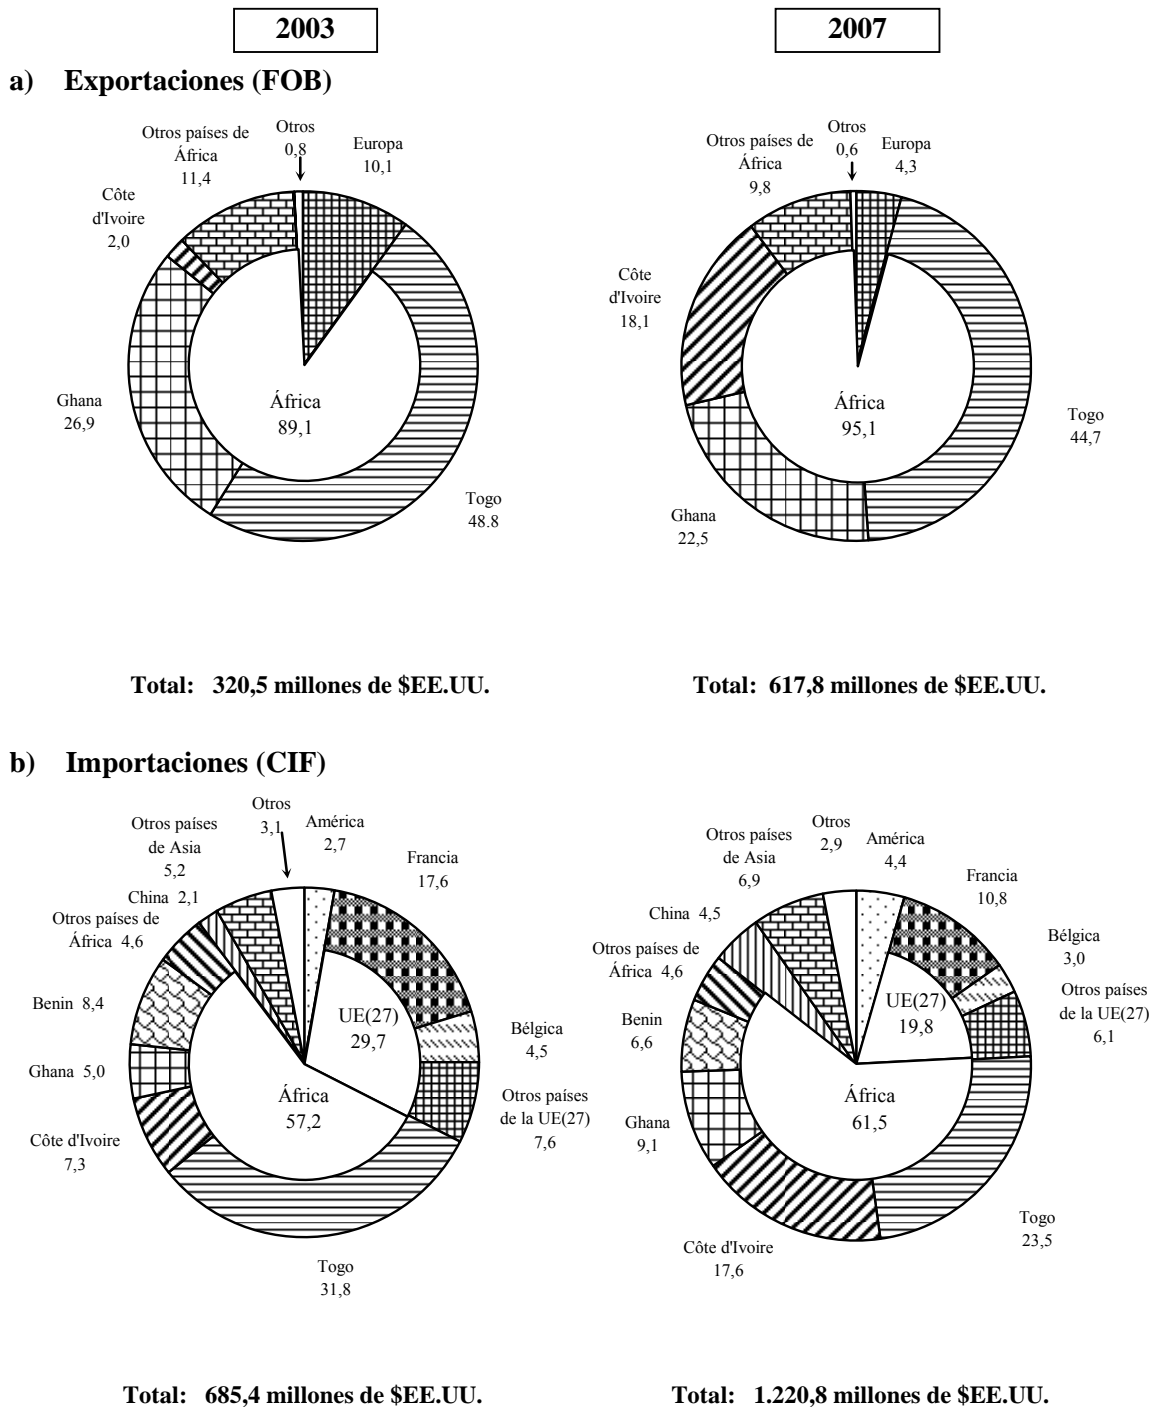 2003
2007
a) Exportaciones (FOB)
Otros países de
África
11,4
Otros
0,8
Europa
10,1
Côte
d'Ivoire
2,0
Ghana
26,9
África
89,1
Togo
48.8
Otros países de
África
9,8
Otros
0,6
Europa
4,3
Côte
d'Ivoire
18,1
África
95,1
Togo
44,7
Ghana
22,5
Total: 320,5 millones de $EE.UU.
Total: 617,8 millones de $EE.UU.
b) Importaciones (CIF)
Otros
3,1
América
2,7
Otros países
de Asia
5,2
Francia
17,6
China 2,1
Otros países de
África 4,6
Benin 8,4
UE(27)
29,7
Bélgica
4,5
Ghana 5,0
África
57,2
Otros países
de la UE(27)
7,6
Côte d'Ivoire
7,3
Togo
31,8
Otros
2,9
América
4,4
Otros países
de Asia
6,9
Francia
10,8
China 4,5
Bélgica
3,0
Otros países de
África 4,6
UE(27)
19,8
Otros países
de la UE(27)
6,1
Benin
6,6
África
61,5
Ghana
9,1
Togo
23,5
Côte d'Ivoire
17,6
Total: 685,4 millones de $EE.UU.
Total: 1.220,8 millones de $EE.UU.